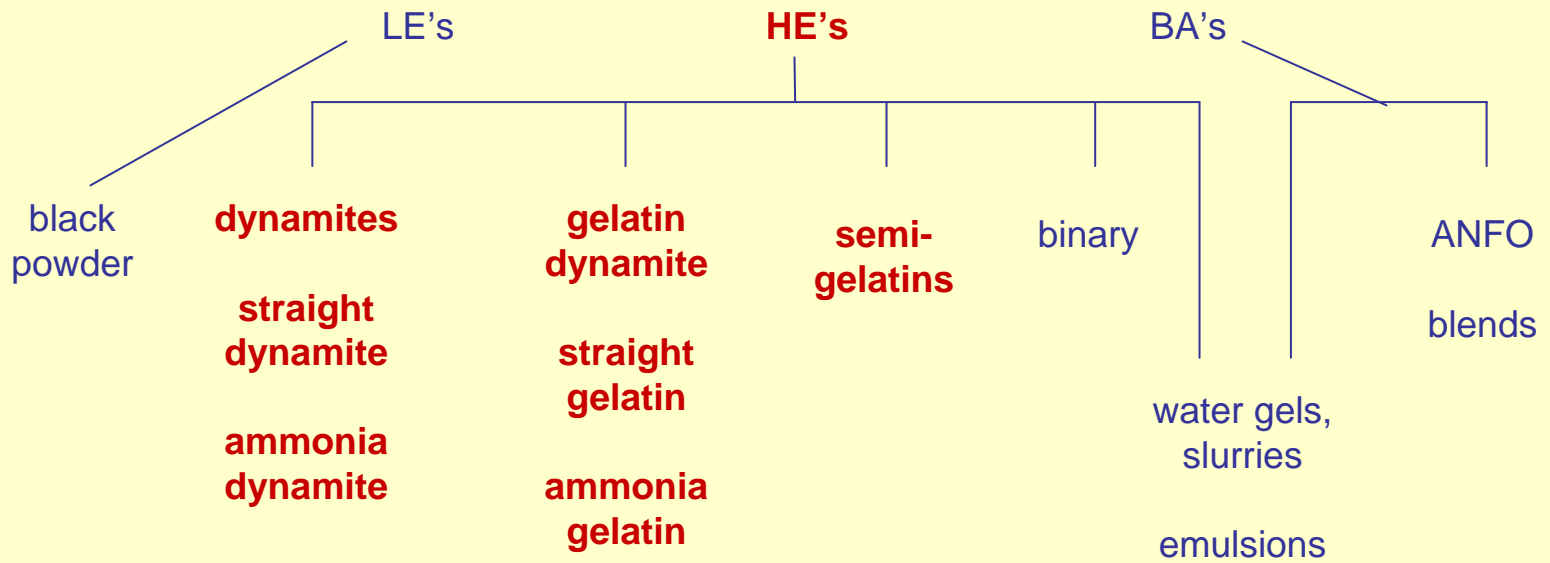 LE’s
HE’s
BA’s
black
powder
dynamites
straight
dynamite
ammonia
dynamite
gelatin
dynamite
straight
gelatin
ammonia
gelatin
semi-
gelatins
binary
water gels,
slurries
emulsions
ANFO
blends